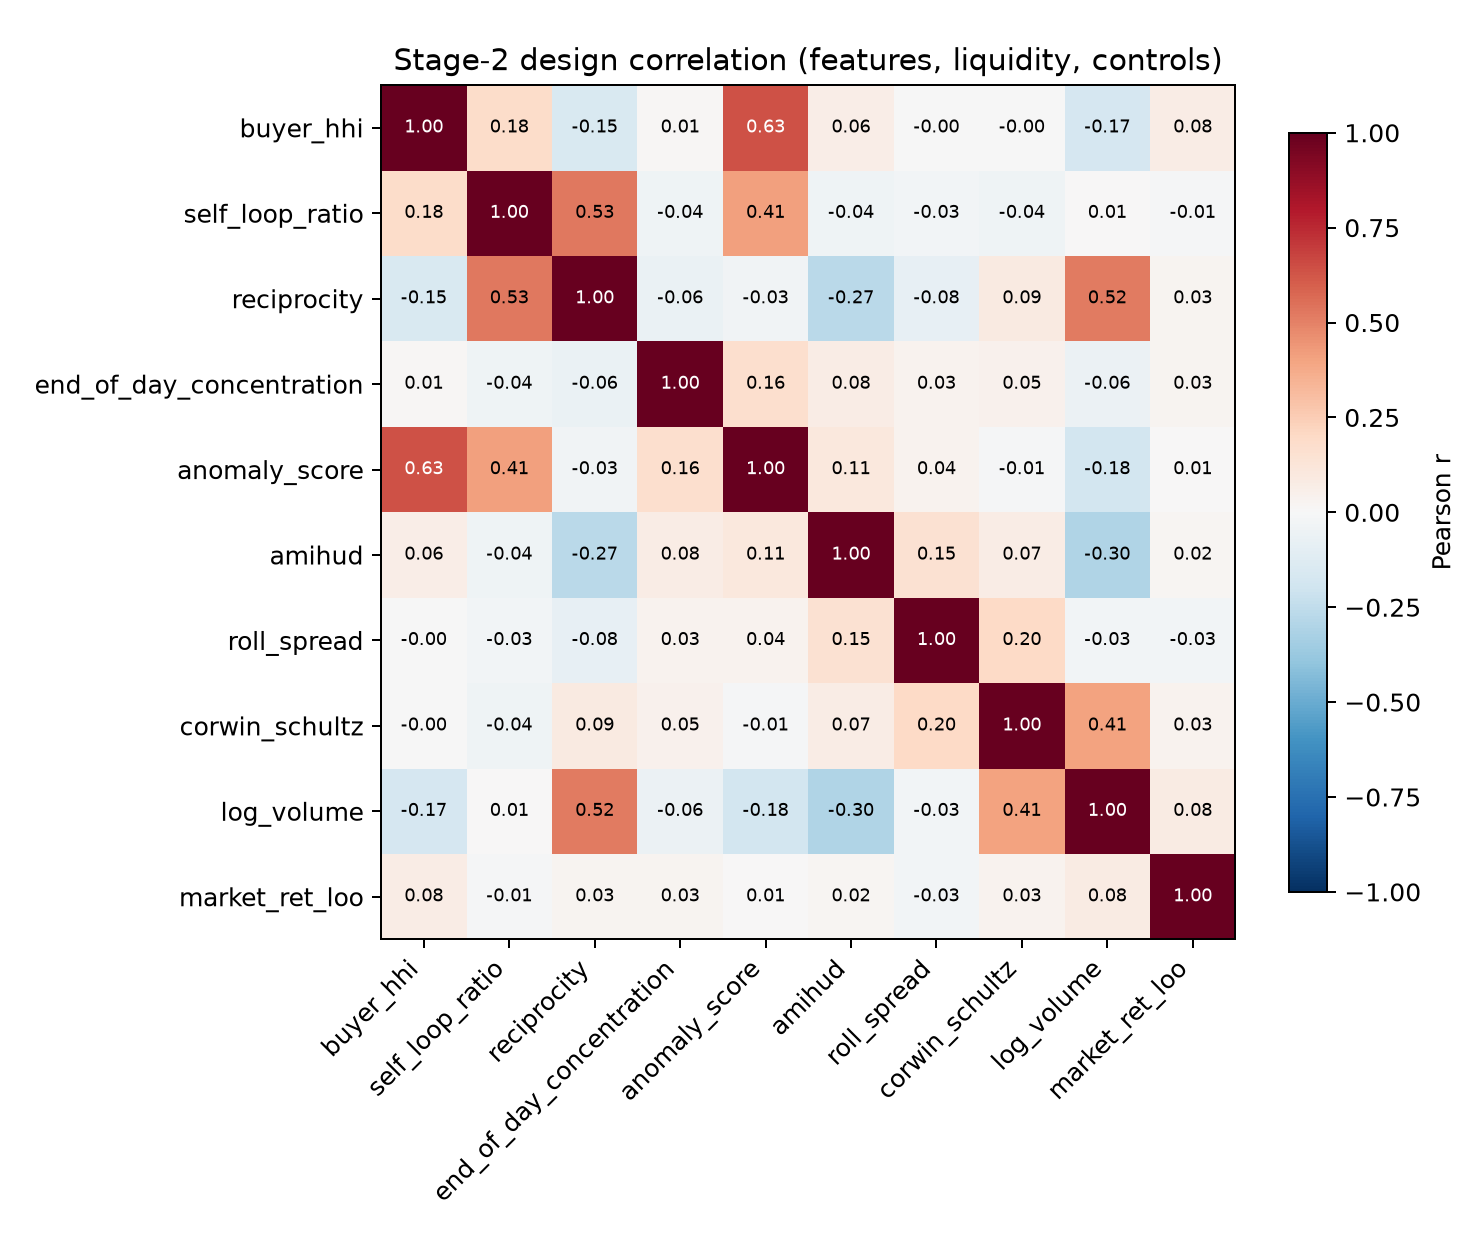 Stage-2 design correlation (features, liquidity, controls)
buyer_hhi 1.00 0.18 -0.15 0.01 0.63 0.06 -0.00 -0.00 -0.17 0.08
self_loop_ratio 0.18 1.00 0.53 -0.04 0.41 -0.04 -0.03 -0.04 0.01 -0.01
reciprocity -0.15 0.53 1.00 -0.06 -0.03 -0.27 -0.08 0.09 0.52 0.03
end_of_day_concentration 0.01 -0.04 -0.06 1.00 0.16 0.08 0.03 0.05 -0.06 0.03
anomaly_score 0.63 0.41 -0.03 0.16 1.00 0.11 0.04 -0.01 -0.18 0.01
amihud 0.06 -0.04 -0.27 0.08 0.11 1.00 0.15 0.07 -0.30 0.02
roll_spread -0.00 -0.03 -0.08 0.03 0.04 0.15 1.00 0.20 -0.03 -0.03
corwin_schultz -0.00 -0.04 0.09 0.05 -0.01 0.07 0.20 1.00 0.41 0.03
log_volume -0.17 0.01 0.52 -0.06 -0.18 -0.30 -0.03 0.41 1.00 0.08
market_ret_loo 0.08 -0.01 0.03 0.03 0.01 0.02 -0.03 0.03 0.08 1.00
buyer_hhi
self_loop_ratio
reciprocity
end_of_day_concentration
anomaly_score
amihud
roll_spread
corwin_schultz
log_volume
market_ret_loo
1.00
0.75
0.50
0.25
0.00
−0.25
−0.50
−0.75
−1.00
Pearson r